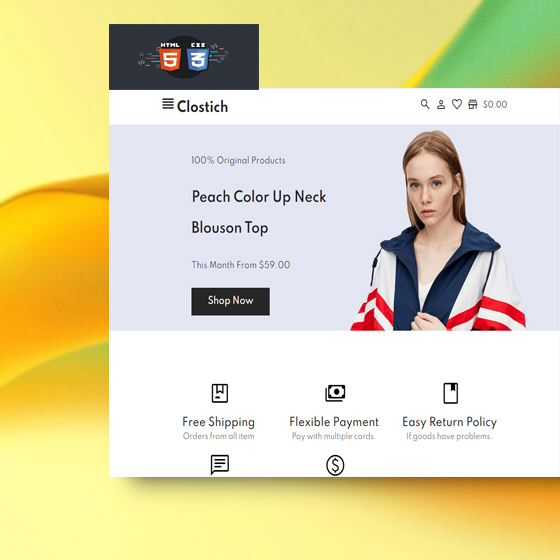 HTML CSS
5 3
Clostich
$0.00
100% Original Products
Peach Color Up Neck
Blouson Top
This Month From $59.00
Shop Now
Free Shipping
Orders from all item
Flexible Payment
Pay with multiple cards.
Easy Return Policy
If goods have problems.